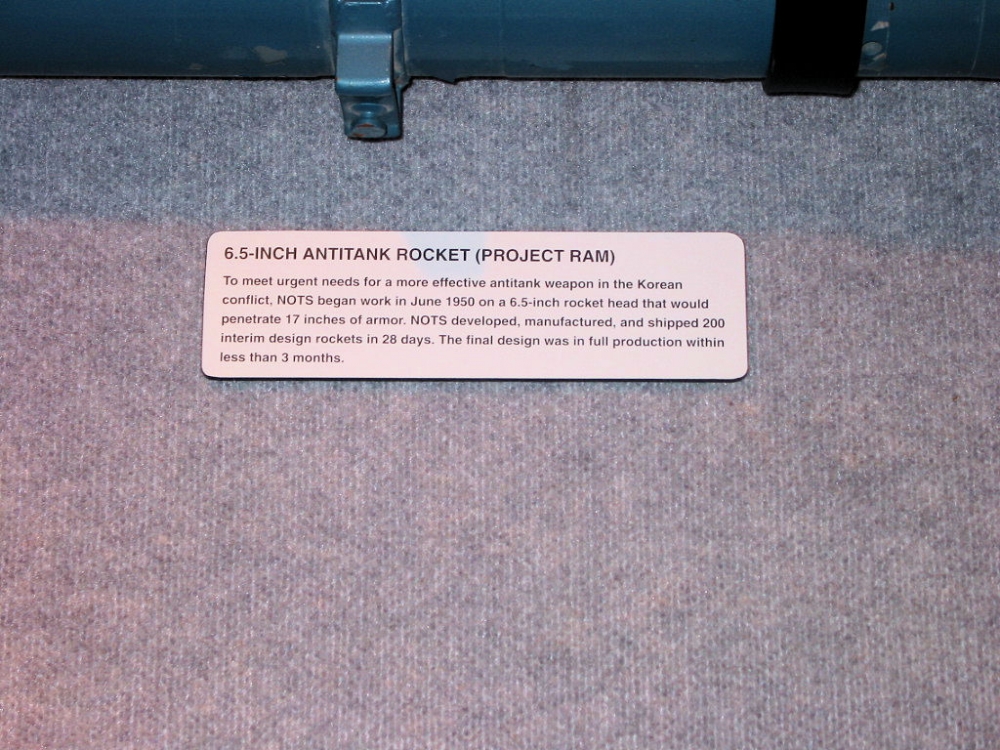 6.5-INCH ANTITANK ROCKET (PROJECT RAM)
To meet urgent needs for a more effective antitank weapon in the Korean
conflict, NOTS began work in June 1950 on a 6.5-inch rocket head that would
penetrate 17 inches of armor. NOTS developed, manufactured, and shipped 200
interim design rockets in 28 days. The final design was in full production within
less than 3 months.